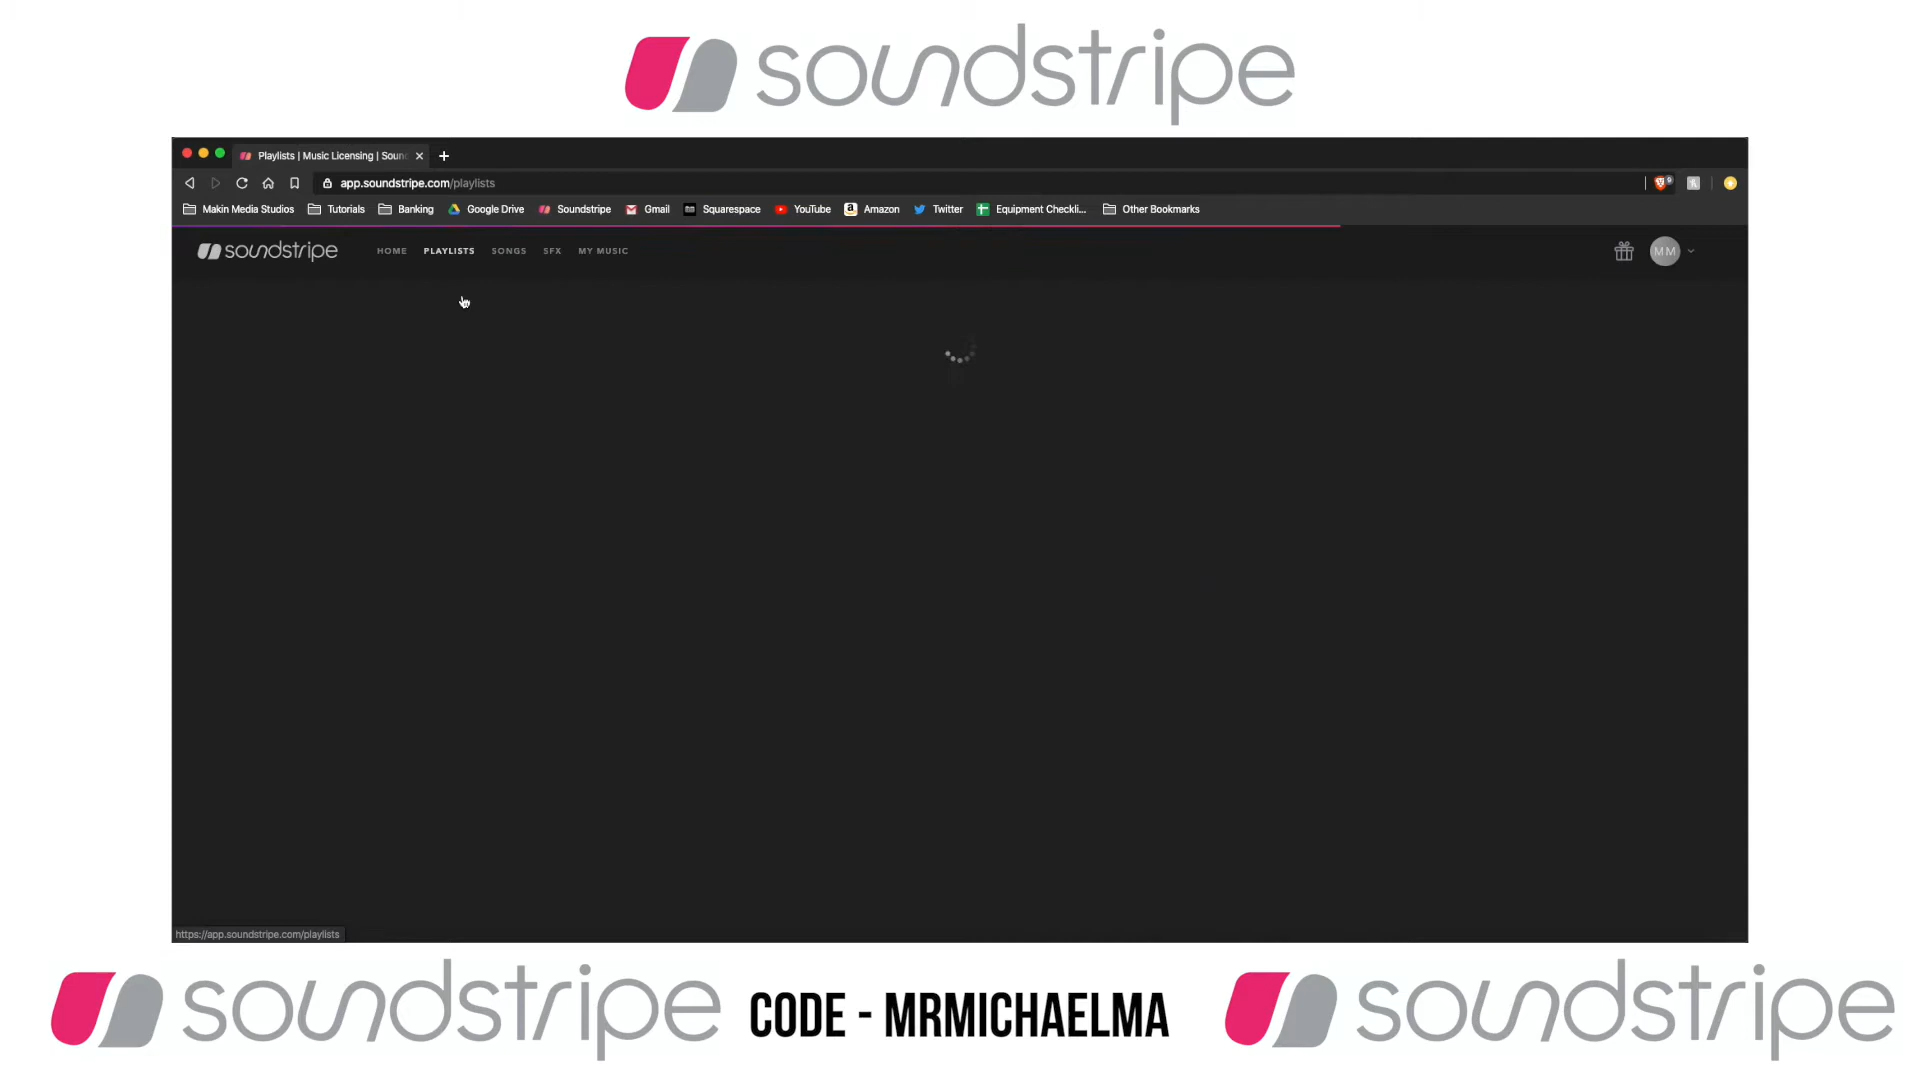 soundstripe
Playlists | Music Licensing | Soun
app.soundstripe.com/playlists
Makin Media Studios Tutorials Banking Google Drive Soundstripe Gmail Squarespace YouTube Amazon Twitter Equipment Checkli... Other Bookmarks
soundstripe HOME PLAYLISTS SONGS SFX MY MUSIC MM
https://app.soundstripe.com/playlists
soundstripe CODE - MRMICHAELMA soundstripe